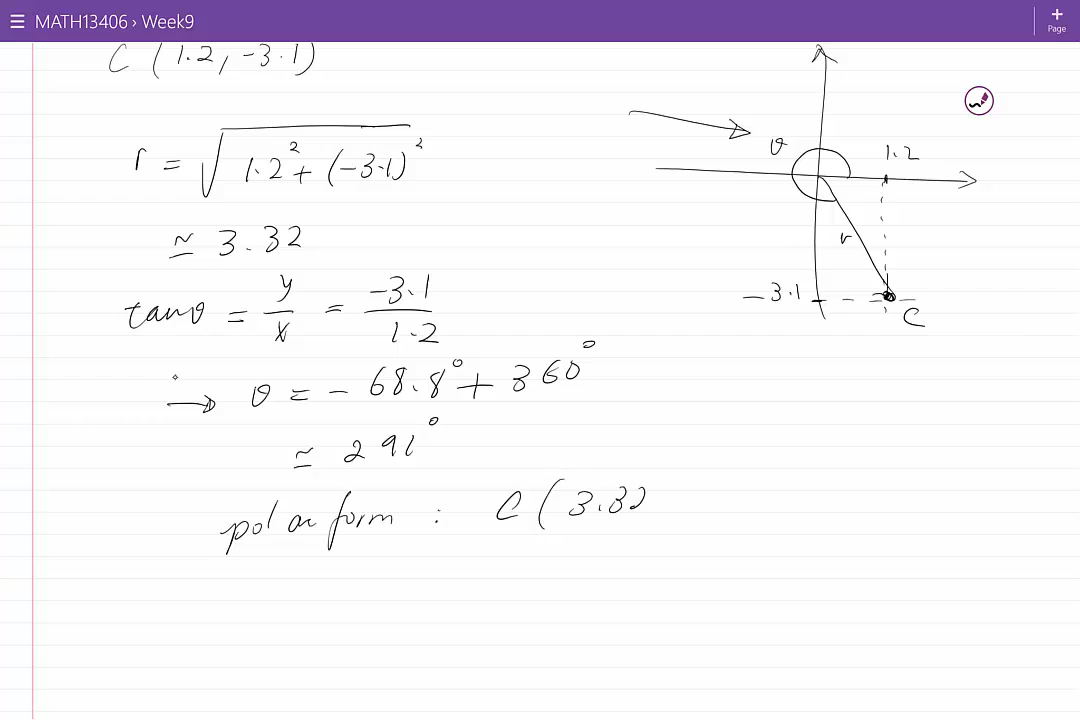 ☰ MATH13406 › Week9
+
Page
C (1.2, -3.1)
r = √(1.2² + (-3.1)²)
≃ 3.32
tanθ = y/x = -3.1/1.2
→ θ = -68.8° + 360°
≃ 291°
polar form : C (3.32
θ
1.2
r
-3.1
C